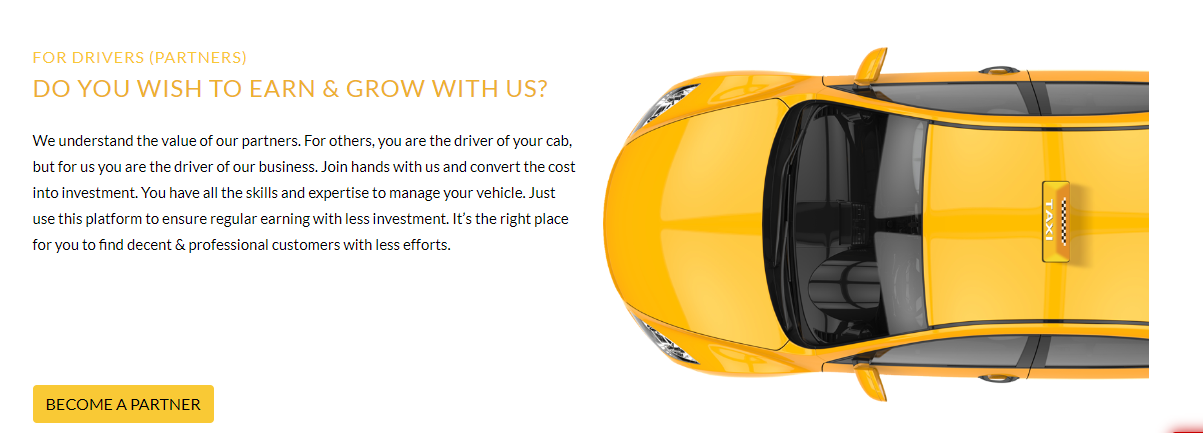 FOR DRIVERS (PARTNERS)
DO YOU WISH TO EARN & GROW WITH US?
We understand the value of our partners. For others, you are the driver of your cab,
but for us you are the driver of our business. Join hands with us and convert the cost
into investment. You have all the skills and expertise to manage your vehicle. Just
use this platform to ensure regular earning with less investment. It’s the right place
for you to find decent & professional customers with less efforts.
BECOME A PARTNER
TAXI